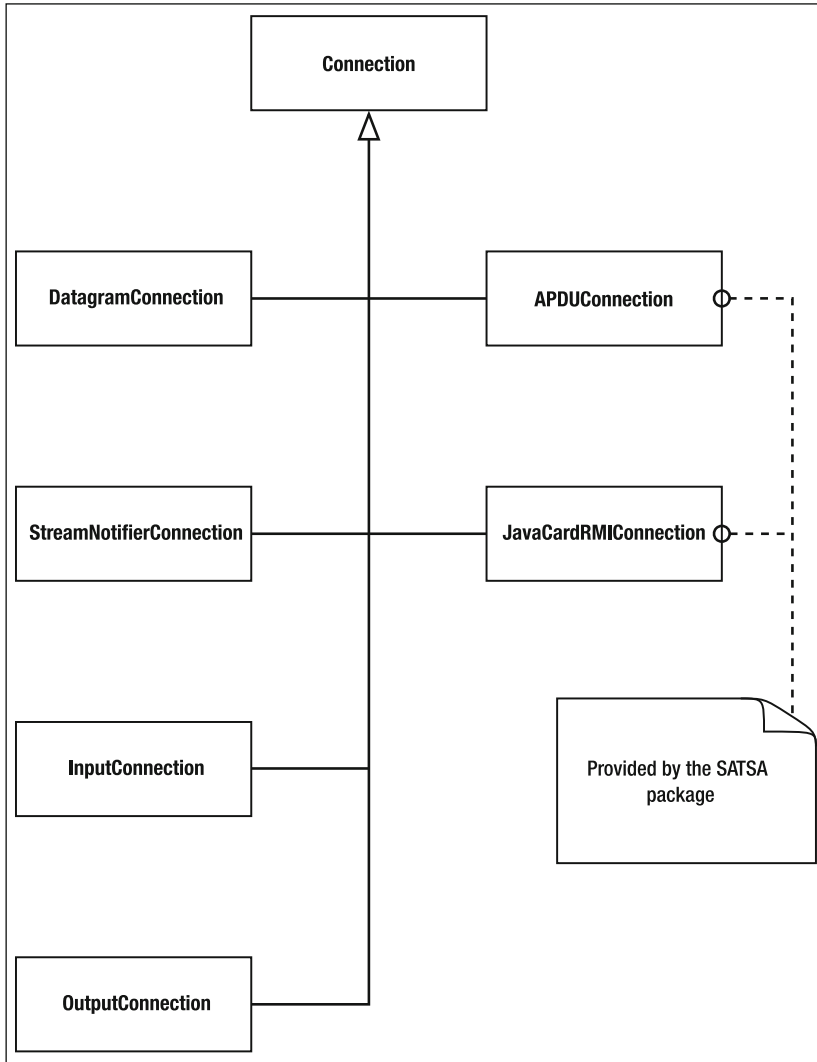 Connection
DatagramConnection
APDUConnection
StreamNotifierConnection
JavaCardRMIConnection
InputConnection
Provided by the SATSA
package
OutputConnection